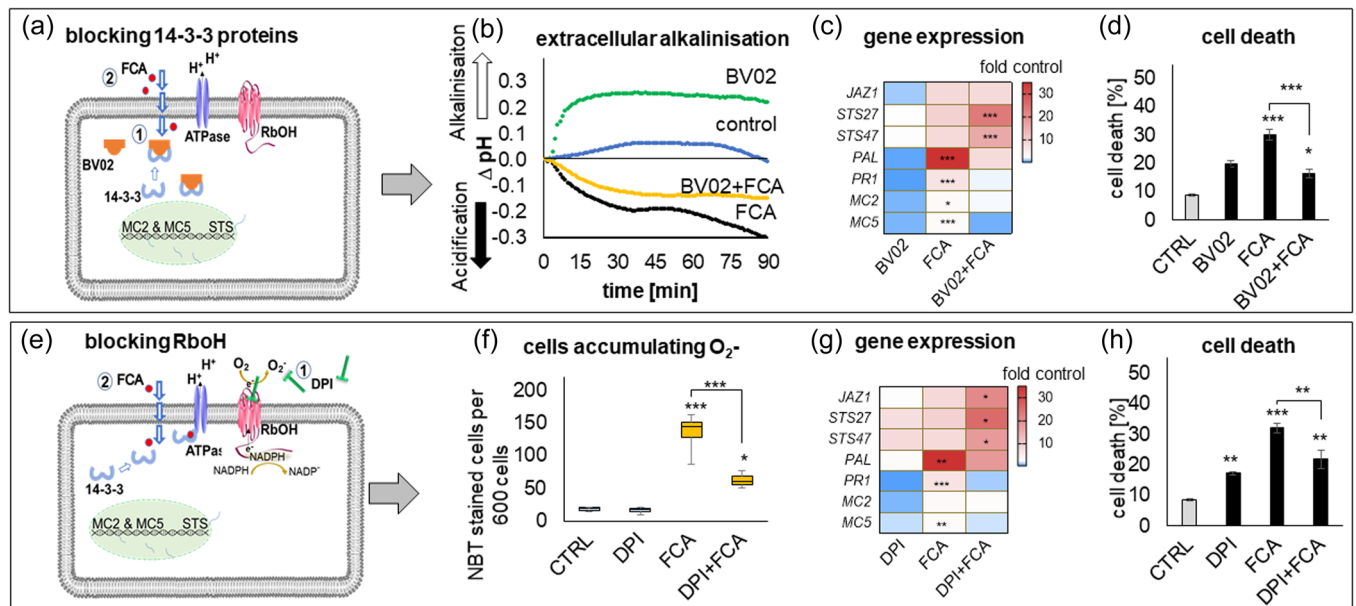 (a) blocking 14-3-3 proteins
② FCA
H⁺ H⁺
①
BV02
ATPase
RbOH
14-3-3
MC2 & MC5 STS
(b) extracellular alkalinisation
Alkalinisaiton
Δ pH
Acidification
0.3
0.2
0.1
0.0
-0.1
-0.2
-0.3
BV02
control
BV02+FCA
FCA
0 15 30 45 60 75 90
time [min]
(c) gene expression
fold control
30
20
10
JAZ1
STS27 ***
STS47 ***
PAL ***
PR1 ***
MC2 *
MC5 ***
BV02 FCA BV02+FCA
(d) cell death
cell death [%]
50
40
30
20
10
0
***
***
*
CTRL BV02 FCA BV02+FCA
(e) blocking RboH
② FCA
H⁺
O₂ O₂⁻ ① DPI
e⁻
RbOH
ATPas
e⁻ NADPH
NADPH NADP⁻
14-3-3
MC2 & MC5 STS
(f) cells accumulating O₂-
NBT stained cells per
600 cells
200
150
100
50
0
***
***
*
CTRL DPI FCA DPI+FCA
(g) gene expression
fold control
30
20
10
JAZ1 *
STS27 *
STS47 *
PAL **
PR1 ***
MC2
MC5 **
DPI FCA DPI+FCA
(h) cell death
cell death [%]
50
40
30
20
10
0
**
**
***
**
CTRL DPI FCA DPI+FCA